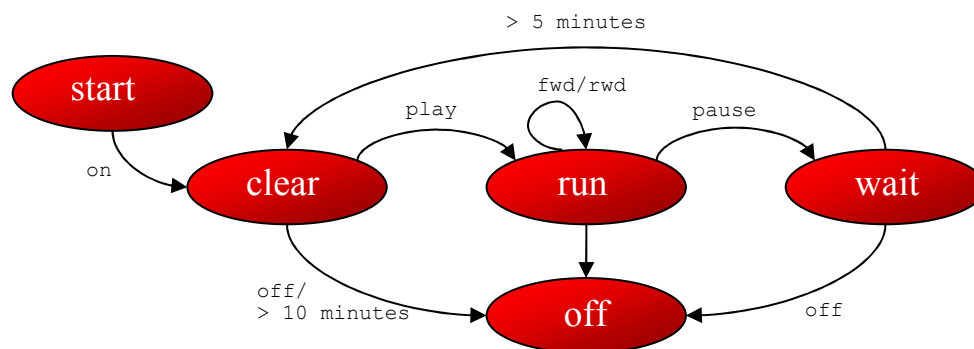 > 5 minutes
start
fwd/rwd
play
pause
on
clear
run
wait
off/
> 10 minutes
off
off